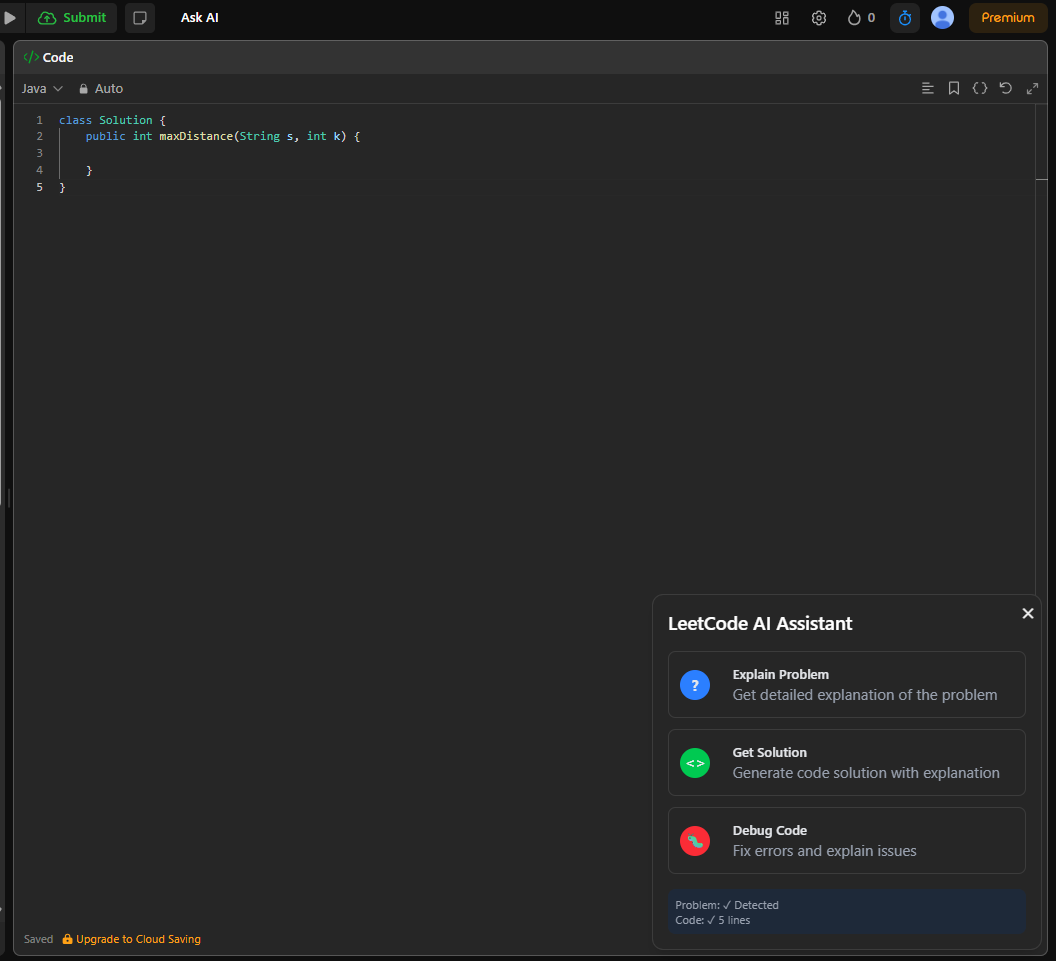 Submit
Ask AI
0
Premium
</> Code
Java
Auto
1 class Solution {
2 public int maxDistance(String s, int k) {
3
4 }
5 }
LeetCode AI Assistant
?
Explain Problem
Get detailed explanation of the problem
<>
Get Solution
Generate code solution with explanation
Debug Code
Fix errors and explain issues
Problem: ✓ Detected
Code: ✓ 5 lines
Saved
Upgrade to Cloud Saving